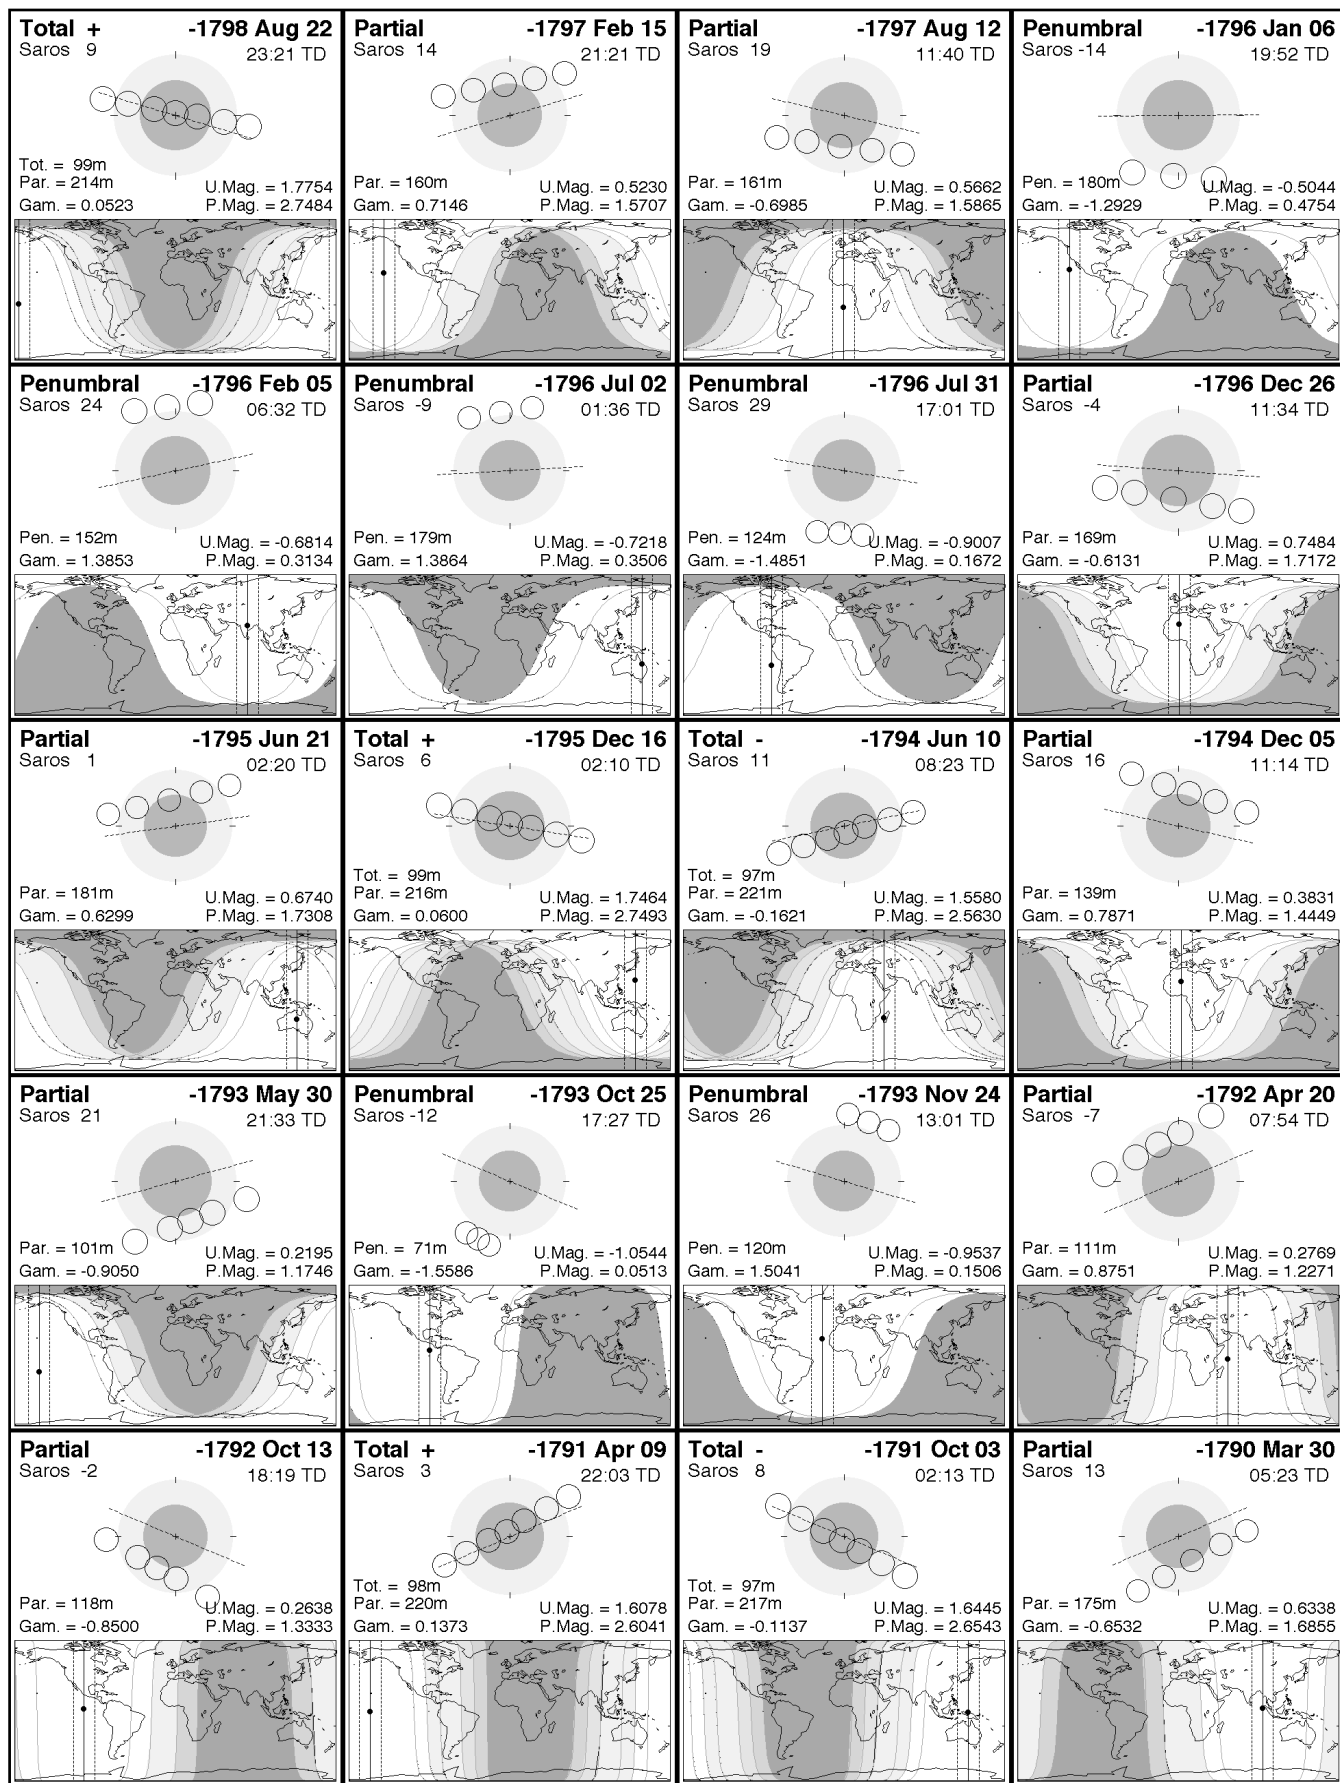 Total + -1798 Aug 22
Saros 9 23:21 TD
Tot. = 99m
Par. = 214m U.Mag. = 1.7754
Gam. = 0.0523 P.Mag. = 2.7484
Partial -1797 Feb 15
Saros 14 21:21 TD
Par. = 160m U.Mag. = 0.5230
Gam. = 0.7146 P.Mag. = 1.5707
Partial -1797 Aug 12
Saros 19 11:40 TD
Par. = 161m U.Mag. = 0.5662
Gam. = -0.6985 P.Mag. = 1.5865
Penumbral -1796 Jan 06
Saros -14 19:52 TD
Pen. = 180m U.Mag. = -0.5044
Gam. = -1.2929 P.Mag. = 0.4754
Penumbral -1796 Feb 05
Saros 24 06:32 TD
Pen. = 152m U.Mag. = -0.6814
Gam. = 1.3853 P.Mag. = 0.3134
Penumbral -1796 Jul 02
Saros -9 01:36 TD
Pen. = 179m U.Mag. = -0.7218
Gam. = 1.3864 P.Mag. = 0.3506
Penumbral -1796 Jul 31
Saros 29 17:01 TD
Pen. = 124m U.Mag. = -0.9007
Gam. = -1.4851 P.Mag. = 0.1672
Partial -1796 Dec 26
Saros -4 11:34 TD
Par. = 169m U.Mag. = 0.7484
Gam. = -0.6131 P.Mag. = 1.7172
Partial -1795 Jun 21
Saros 1 02:20 TD
Par. = 181m U.Mag. = 0.6740
Gam. = 0.6299 P.Mag. = 1.7308
Total + -1795 Dec 16
Saros 6 02:10 TD
Tot. = 99m
Par. = 216m U.Mag. = 1.7464
Gam. = 0.0600 P.Mag. = 2.7493
Total - -1794 Jun 10
Saros 11 08:23 TD
Tot. = 97m
Par. = 221m U.Mag. = 1.5580
Gam. = -0.1621 P.Mag. = 2.5630
Partial -1794 Dec 05
Saros 16 11:14 TD
Par. = 139m U.Mag. = 0.3831
Gam. = 0.7871 P.Mag. = 1.4449
Partial -1793 May 30
Saros 21 21:33 TD
Par. = 101m U.Mag. = 0.2195
Gam. = -0.9050 P.Mag. = 1.1746
Penumbral -1793 Oct 25
Saros -12 17:27 TD
Pen. = 71m U.Mag. = -1.0544
Gam. = -1.5586 P.Mag. = 0.0513
Penumbral -1793 Nov 24
Saros 26 13:01 TD
Pen. = 120m U.Mag. = -0.9537
Gam. = 1.5041 P.Mag. = 0.1506
Partial -1792 Apr 20
Saros -7 07:54 TD
Par. = 111m U.Mag. = 0.2769
Gam. = 0.8751 P.Mag. = 1.2271
Partial -1792 Oct 13
Saros -2 18:19 TD
Par. = 118m U.Mag. = 0.2638
Gam. = -0.8500 P.Mag. = 1.3333
Total + -1791 Apr 09
Saros 3 22:03 TD
Tot. = 98m
Par. = 220m U.Mag. = 1.6078
Gam. = 0.1373 P.Mag. = 2.6041
Total - -1791 Oct 03
Saros 8 02:13 TD
Tot. = 97m
Par. = 217m U.Mag. = 1.6445
Gam. = -0.1137 P.Mag. = 2.6543
Partial -1790 Mar 30
Saros 13 05:23 TD
Par. = 175m U.Mag. = 0.6338
Gam. = -0.6532 P.Mag. = 1.6855